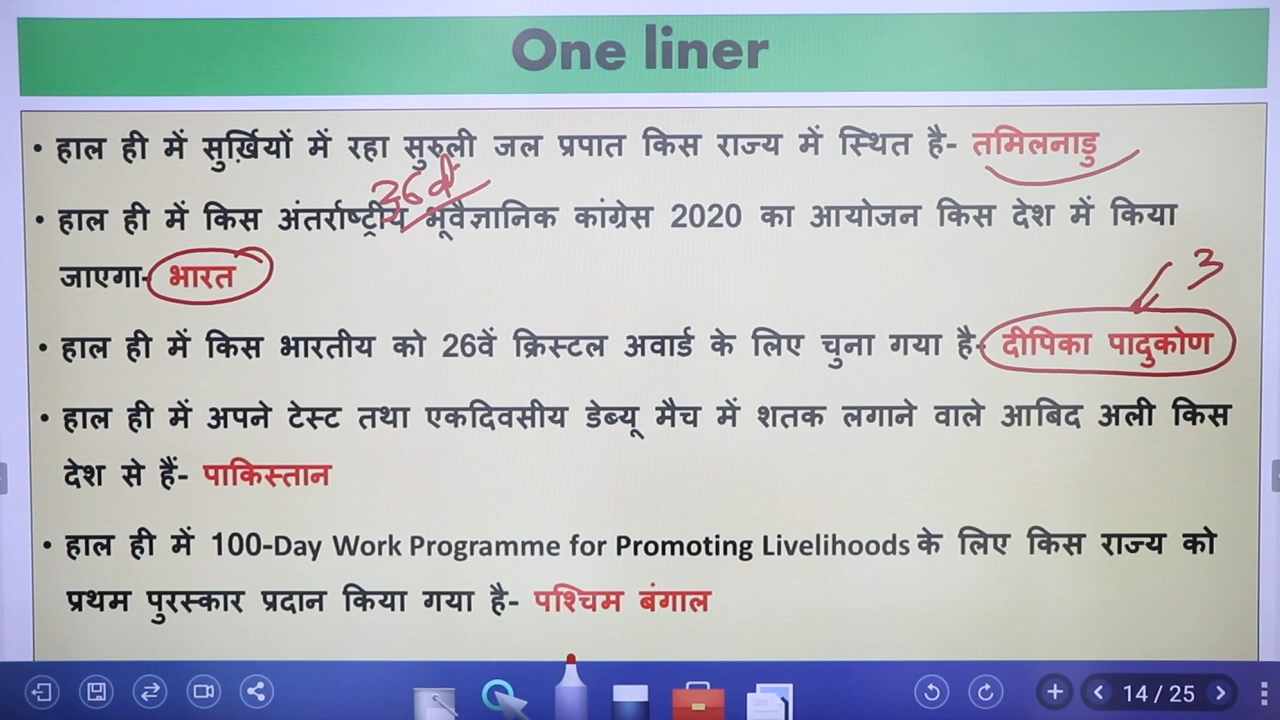 One liner
• हाल ही में सुर्ख़ियों में रहा सुरुली जल प्रपात किस राज्य में स्थित है- तमिलनाडु
36वें
• हाल ही में किस अंतर्राष्ट्रीय भूवैज्ञानिक कांग्रेस 2020 का आयोजन किस देश में किया
जाएगा- भारत
3
• हाल ही में किस भारतीय को 26वें क्रिस्टल अवार्ड के लिए चुना गया है- दीपिका पादुकोण
• हाल ही में अपने टेस्ट तथा एकदिवसीय डेब्यू मैच में शतक लगाने वाले आबिद अली किस
देश से हैं- पाकिस्तान
• हाल ही में 100-Day Work Programme for Promoting Livelihoods के लिए किस राज्य को
प्रथम पुरस्कार प्रदान किया गया है- पश्चिम बंगाल
14 / 25